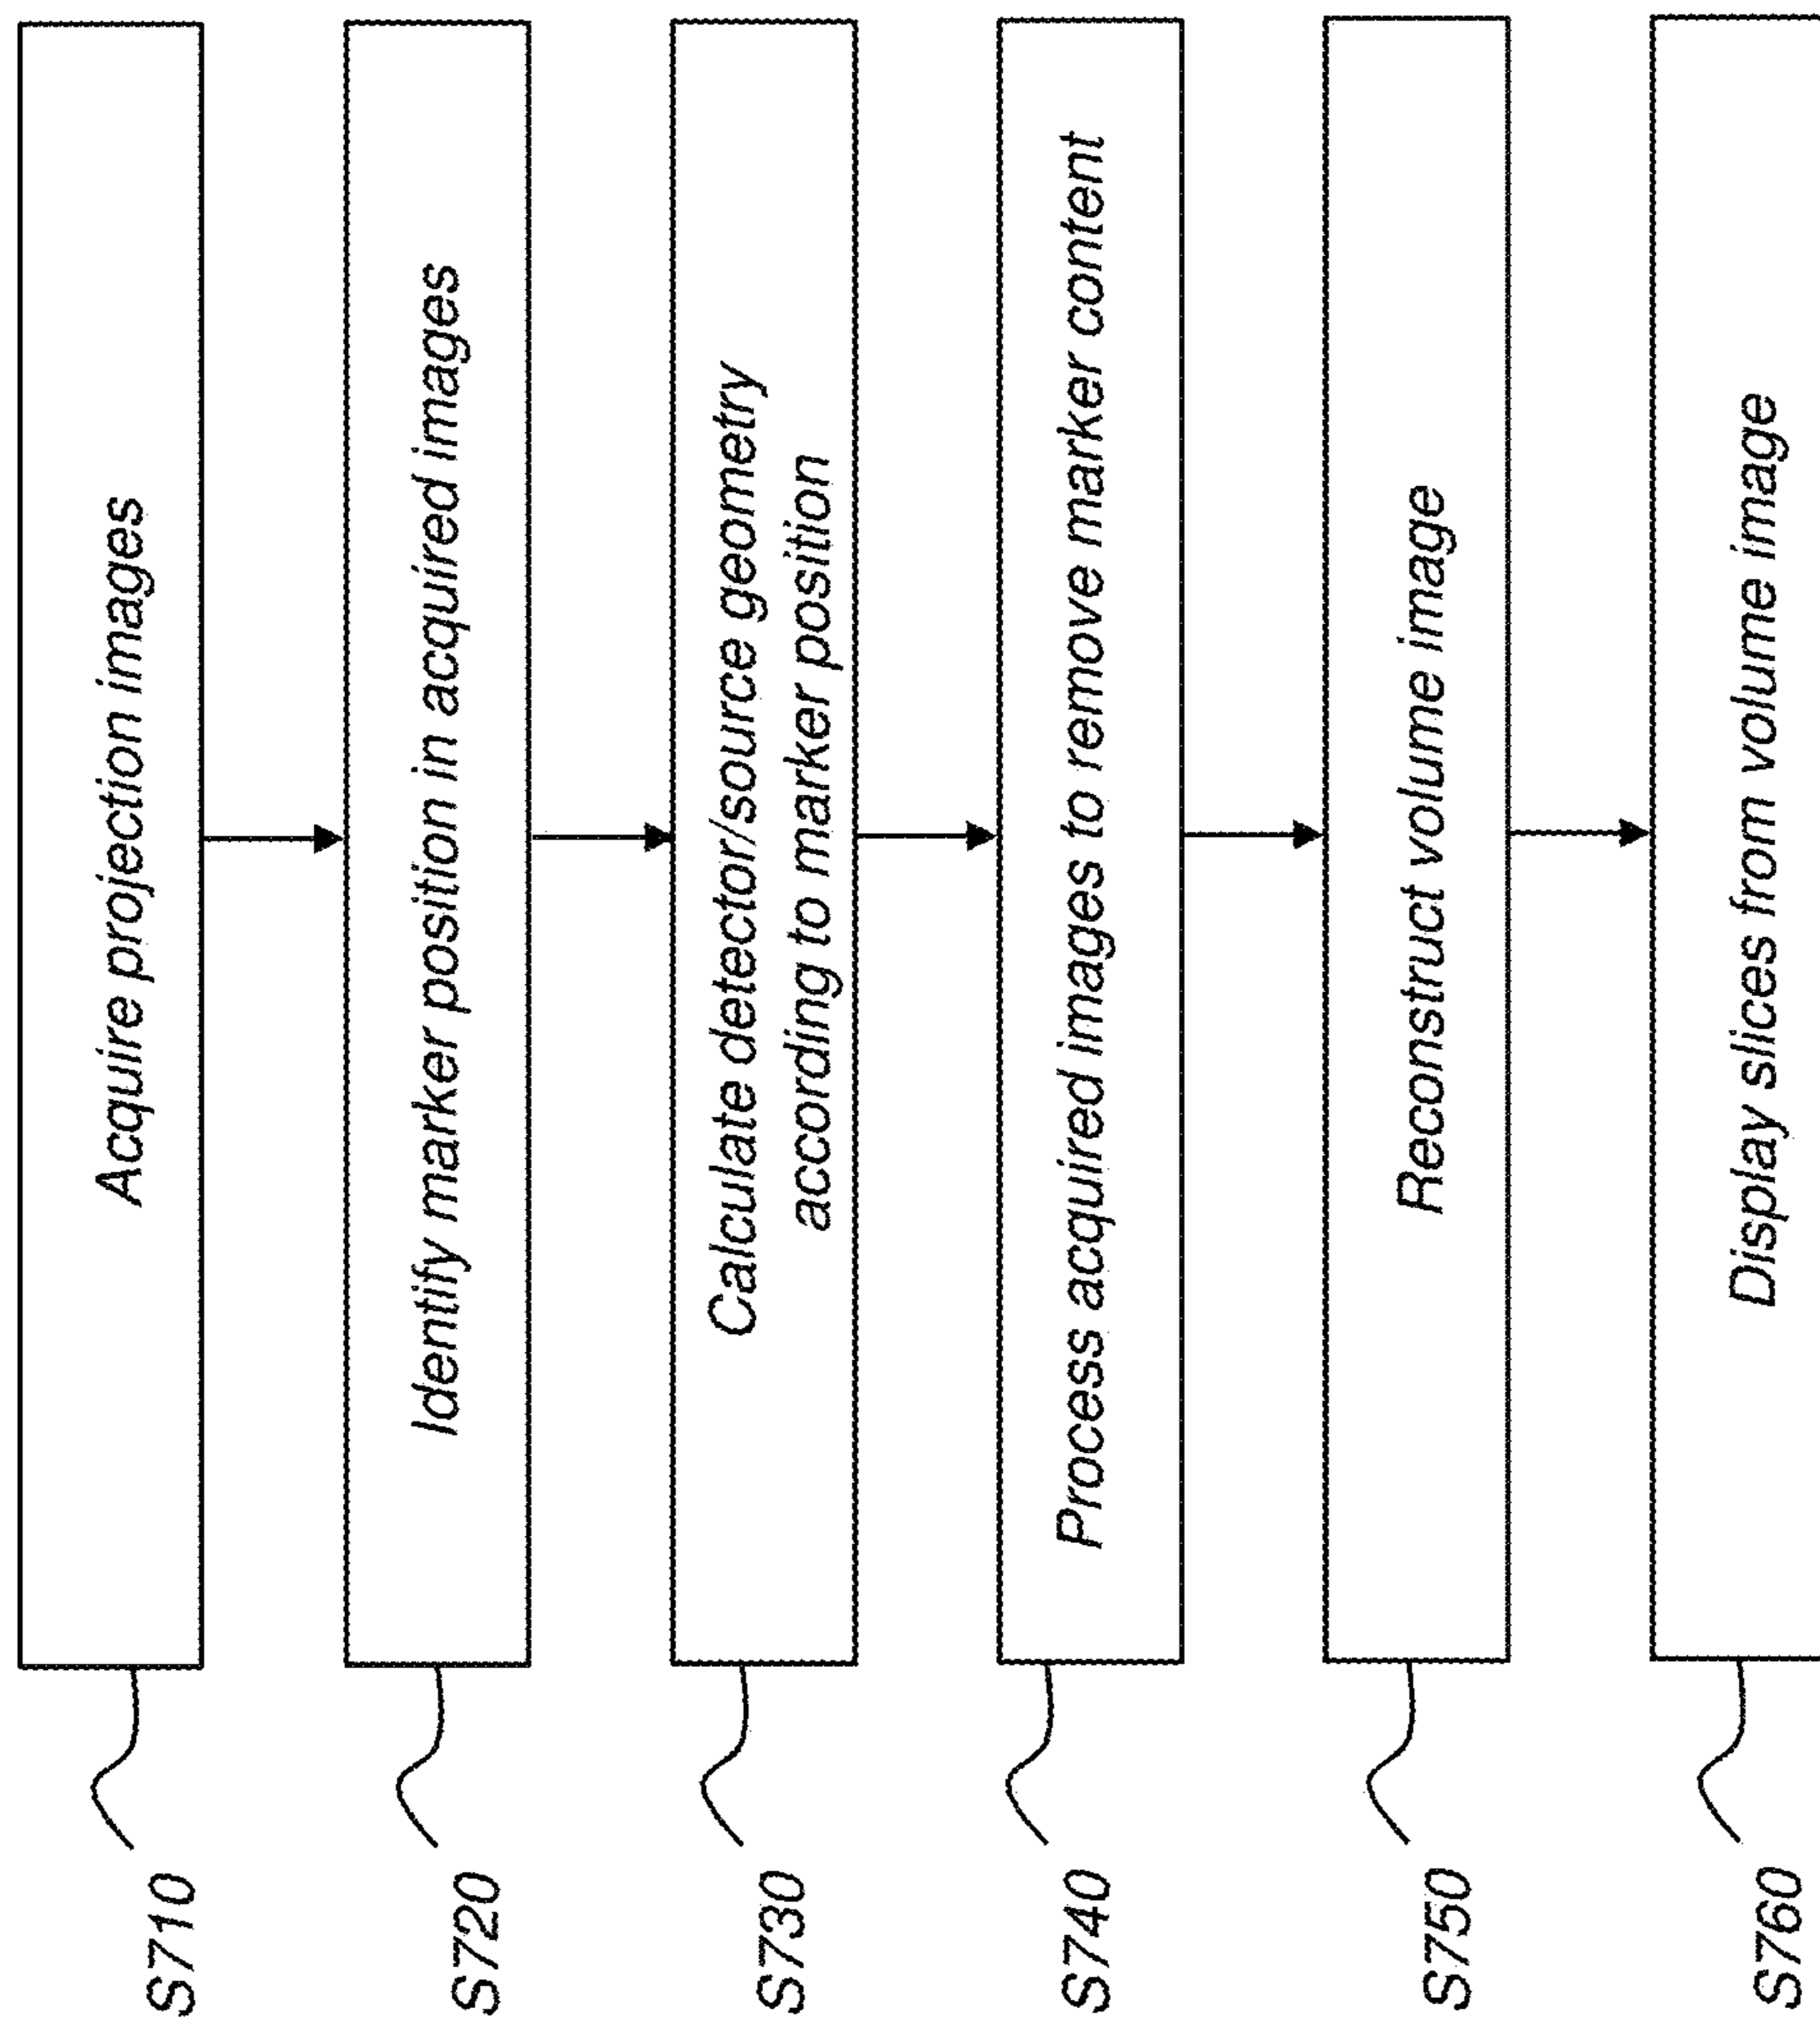 S710
Acquire projection images
S720
Identify marker position in acquired images
S730
Calculate detector/source geometry
according to marker position
S740
Process acquired images to remove marker content
S750
Reconstruct volume image
S760
Display slices from volume image